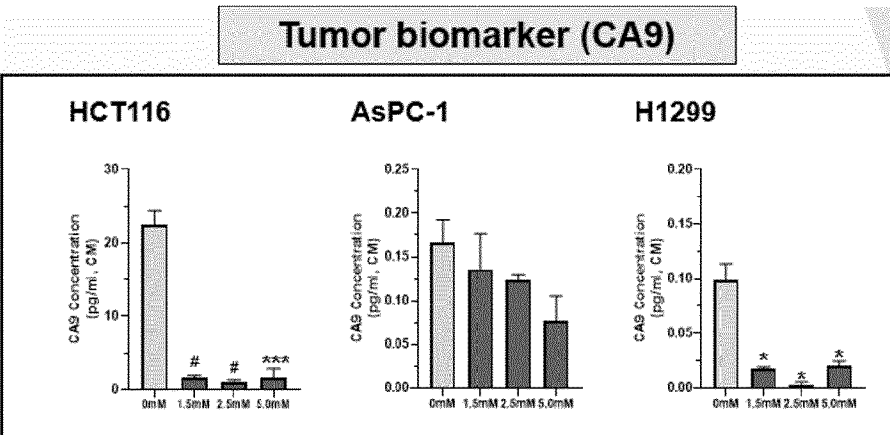 Tumor biomarker (CA9)
HCT116
CA9 Concentration
(pg/ml, CM)
30
20
10
0
#
#
***
0mM
1.5mM
2.5mM
5.0mM
AsPC-1
CA9 Concentration
(pg/ml, CM)
0.25
0.20
0.15
0.10
0.05
0.00
0mM
1.5mM
2.5mM
5.0mM
H1299
CA9 Concentration
(pg/ml, CM)
0.20
0.15
0.10
0.05
0.00
*
*
*
0mM
1.5mM
2.5mM
5.0mM